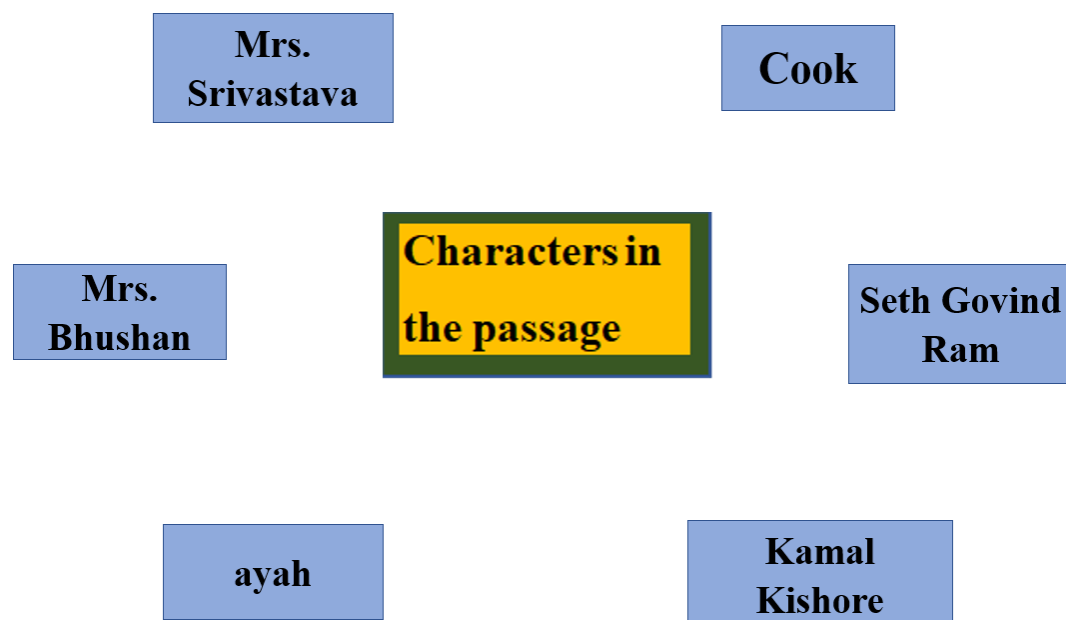 Mrs.
Srivastava
Cook
Characters in
the passage
Mrs.
Bhushan
Seth Govind
Ram
ayah
Kamal
Kishore